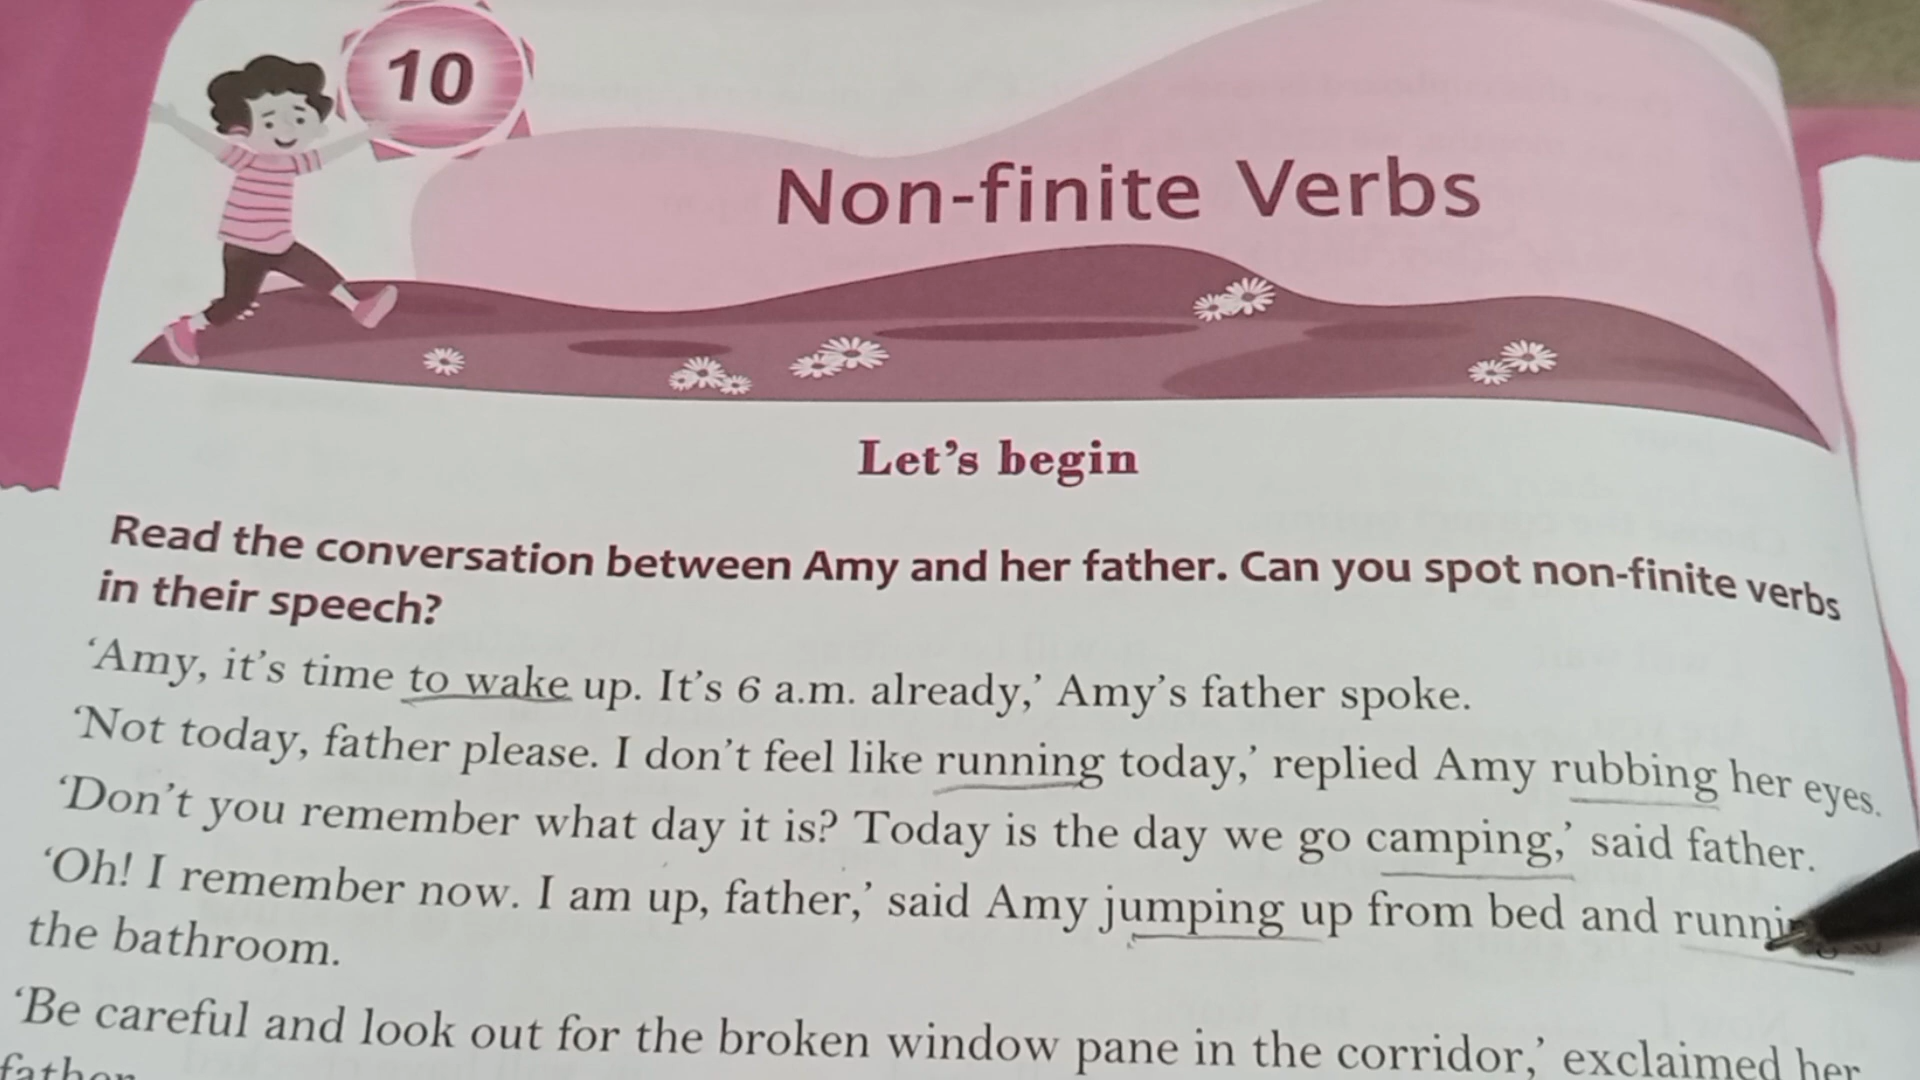 10
Non-finite Verbs
Let's begin
Read the conversation between Amy and her father. Can you spot non-finite verbs
in their speech?
‘Amy, it’s time to wake up. It’s 6 a.m. already,’ Amy’s father spoke.
‘Not today, father please. I don’t feel like running today,’ replied Amy rubbing her eyes.
‘Don’t you remember what day it is? Today is the day we go camping,’ said father.
‘Oh! I remember now. I am up, father,’ said Amy jumping up from bed and
the bathroom.
‘Be careful and look out for the broken window pane in the corridor,’ exclaimed her
father